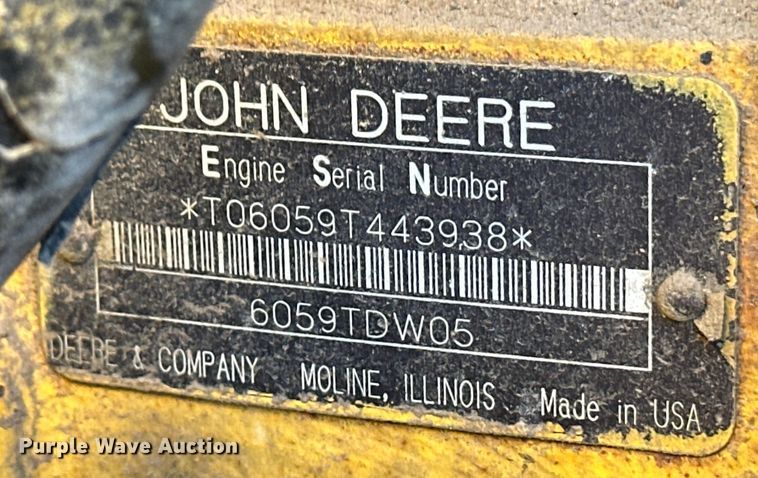 JOHN DEERE
Engine Serial Number
*T06059T443938*
6059TDW05
DEERE & COMPANY MOLINE, ILLINOIS Made in USA
Purple Wave Auction